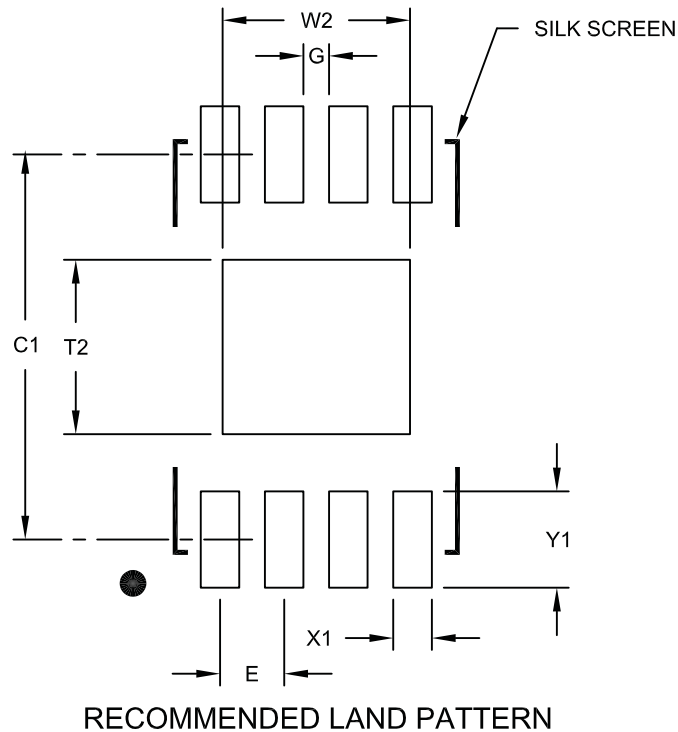 W2
SILK SCREEN
G
C1
T2
Y1
X1
E
RECOMMENDED LAND PATTERN